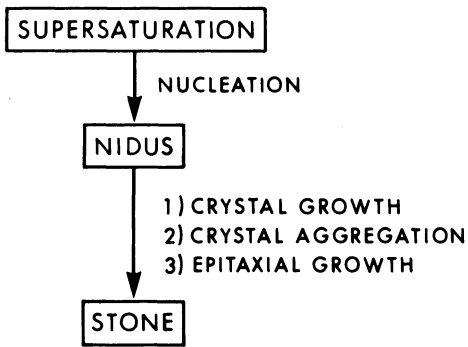 SUPERSATURATION
NUCLEATION
NIDUS
1) CRYSTAL GROWTH
2) CRYSTAL AGGREGATION
3) EPITAXIAL GROWTH
STONE